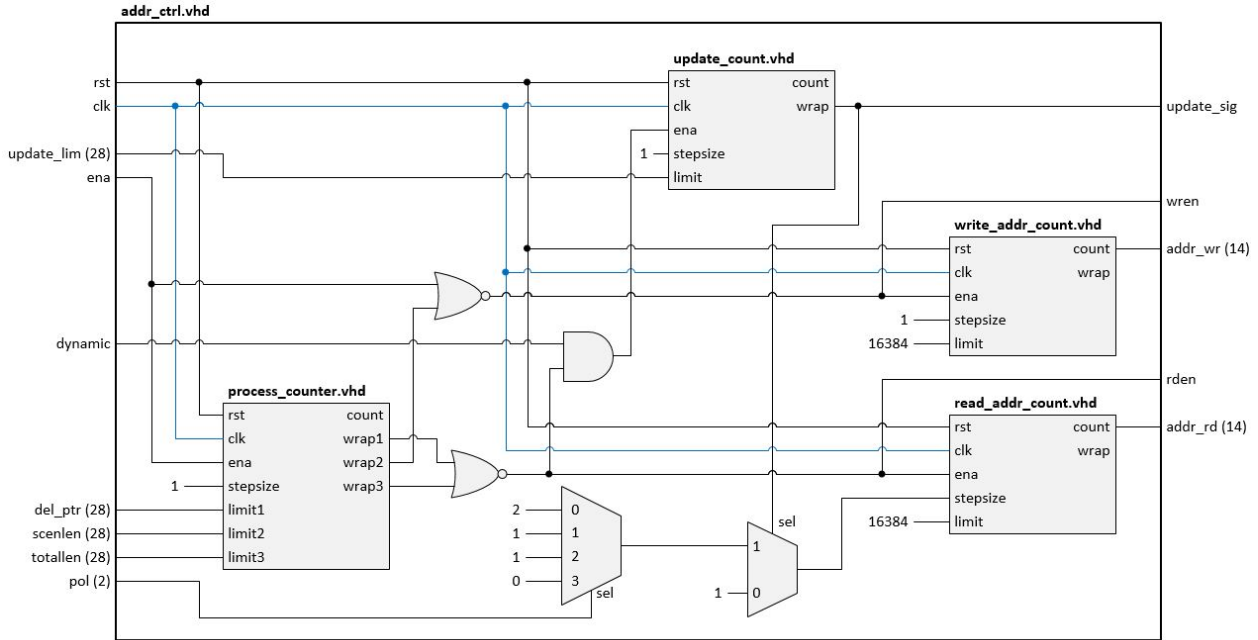 addr_ctrl.vhd
update_count.vhd
rst
rst
count
clk
clk
wrap
update_sig
ena
update_lim (28)
1
stepsize
ena
limit
wren
write_addr_count.vhd
rst
count
addr_wr (14)
clk
wrap
ena
1
stepsize
dynamic
16384
limit
rden
process_counter.vhd
read_addr_count.vhd
rst
count
rst
count
addr_rd (14)
clk
wrap1
clk
wrap
ena
wrap2
ena
1
stepsize
wrap3
stepsize
del_ptr (28)
limit1
2
0
16384
limit
sel
scenlen (28)
limit2
1
1
1
totallen (28)
limit3
1
2
pol (2)
0
3
sel
1
0